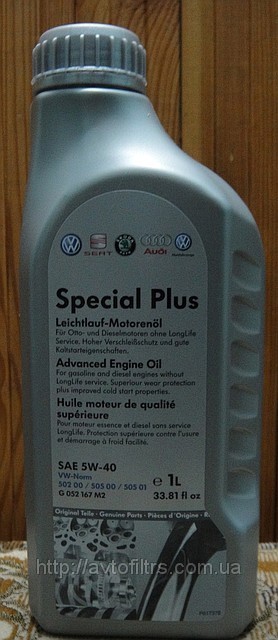 SEAT Audi
Special Plus
Leichtlauf-Motorenöl
Für Otto- und Dieselmotoren ohne LongLife
Service. Hoher Verschleißschutz und gute
Kaltstarteigenschaften.
Advanced Engine Oil
For gasoline and diesel engines without
LongLife service. Superiour wear protection
plus improved cold start properties.
Huile moteur de qualité
supérieure
Pour moteur essence et diesel sans service
LongLife. Protection supérieure contre l'usure
et démarrage à froid facilité.
SAE 5W-40
VW-Norm
502 00 / 505 00 / 505 01
G 052 167 M2
e 1L
33.81 fl oz
Original Teile · Genuine Parts · Pièces d'Origine · R
http://avtofiltrs.com.ua